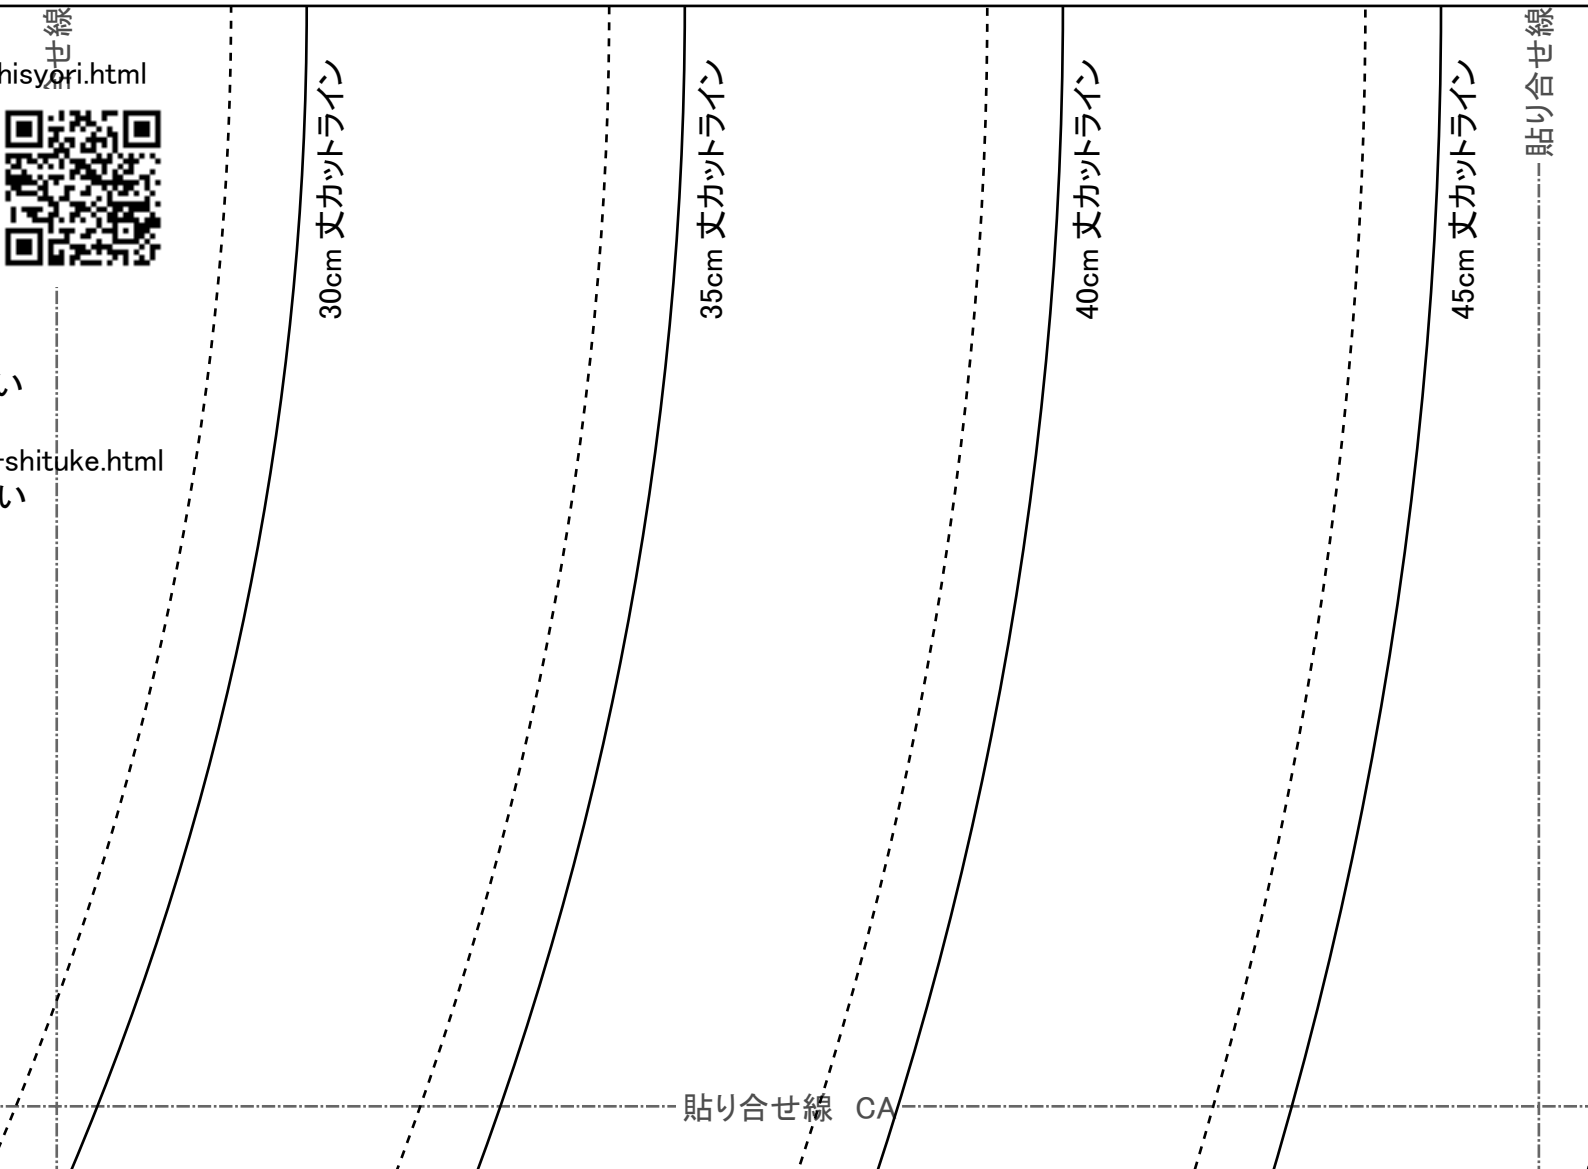 せ線
hisyori.html
い
-shituke.html
い
30cm 丈カットライン
35cm 丈カットライン
40cm 丈カットライン
45cm 丈カットライン
貼り合せ線
貼り合せ線 CA